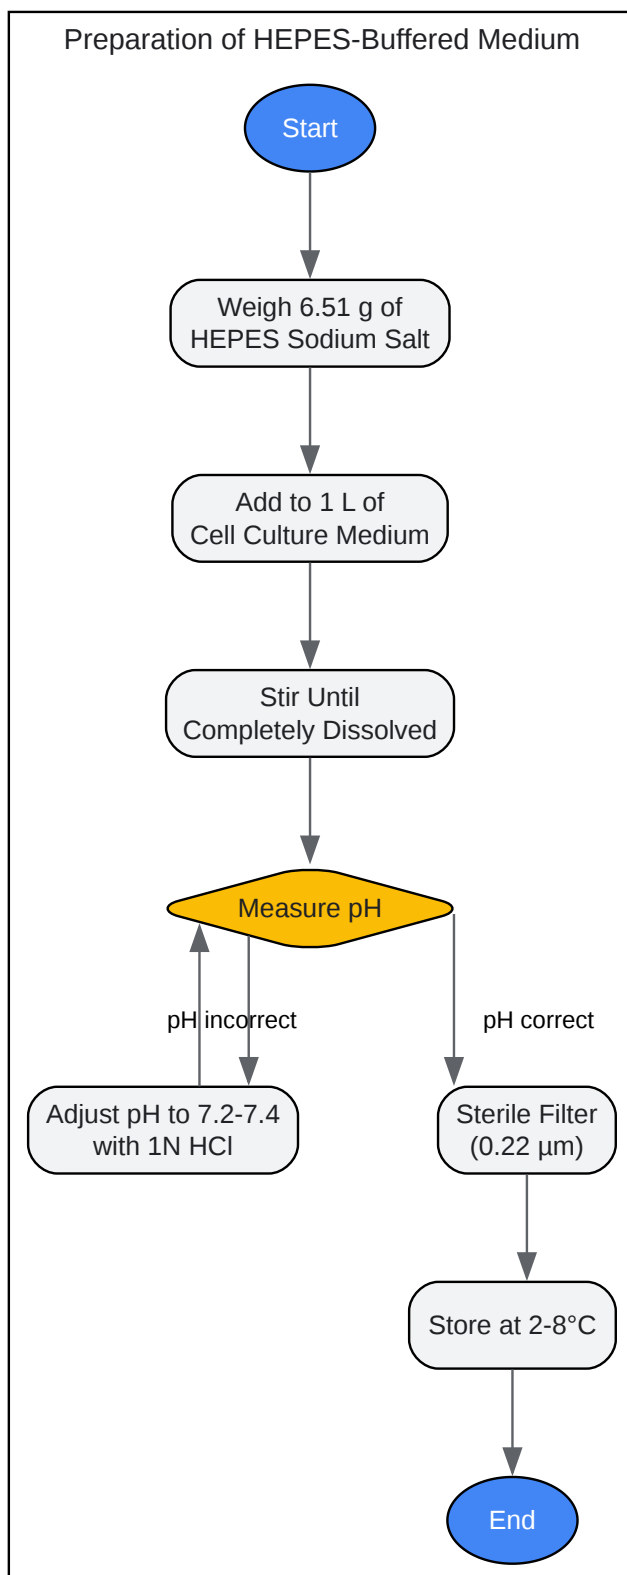 Preparation of HEPES-Buffered Medium
Start
Weigh 6.51 g of
HEPES Sodium Salt
Add to 1 L of
Cell Culture Medium
Stir Until
Completely Dissolved
Measure pH
pH incorrect
pH correct
Adjust pH to 7.2-7.4
with 1N HCl
Sterile Filter
(0.22 µm)
Store at 2-8°C
End